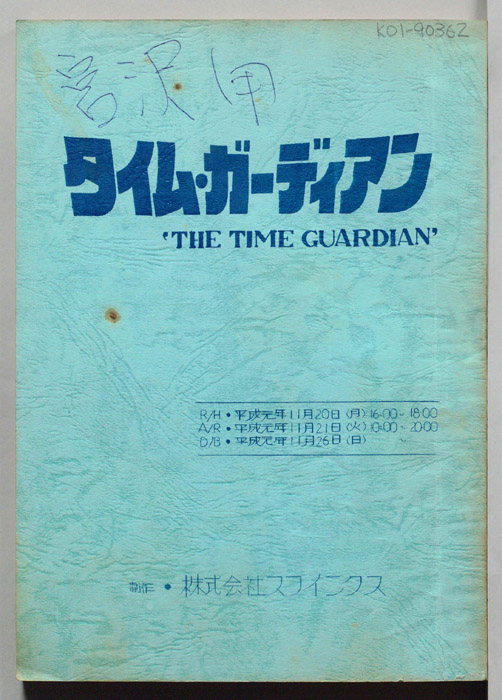 K01-90362
宮沢用
タイム・ガーディアン
‘THE TIME GUARDIAN’
R/H・平成元年11月20日(月)16:00~18:00
A/R・平成元年11月21日(火)10:00~20:00
D/B・平成元年11月26日(日) ~
制作・株式会社スフィンクス